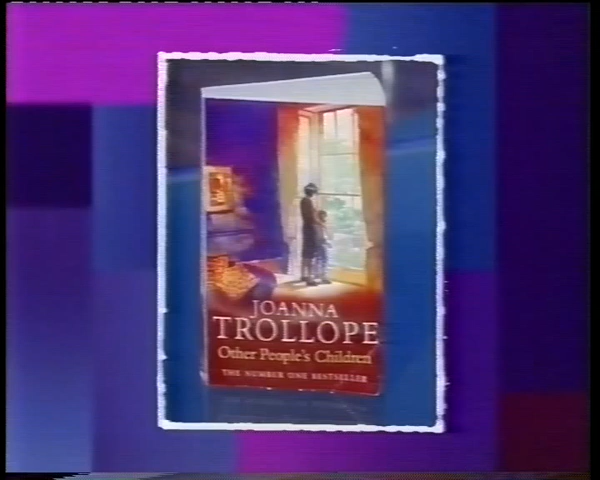 JOANNA
TROLLOPE
Other People's Children
THE NUMBER ONE BESTSELLER